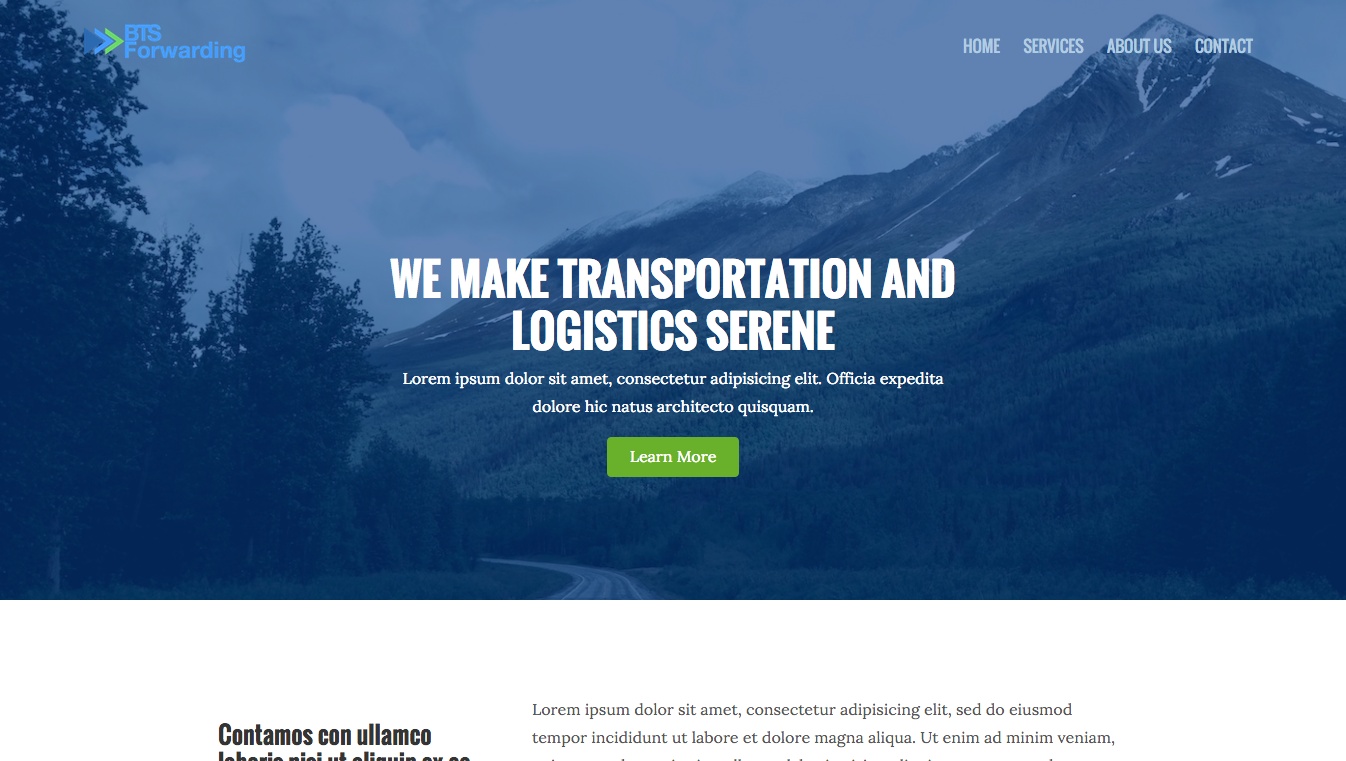 BTS
Forwarding
HOME SERVICES ABOUT US CONTACT
WE MAKE TRANSPORTATION AND
LOGISTICS SERENE
Lorem ipsum dolor sit amet, consectetur adipisicing elit. Officia expedita
dolore hic natus architecto quisquam.
Learn More
Contamos con ullamco
laboris nisi ut aliquip ex ea
Lorem ipsum dolor sit amet, consectetur adipisicing elit, sed do eiusmod
tempor incididunt ut labore et dolore magna aliqua. Ut enim ad minim veniam,